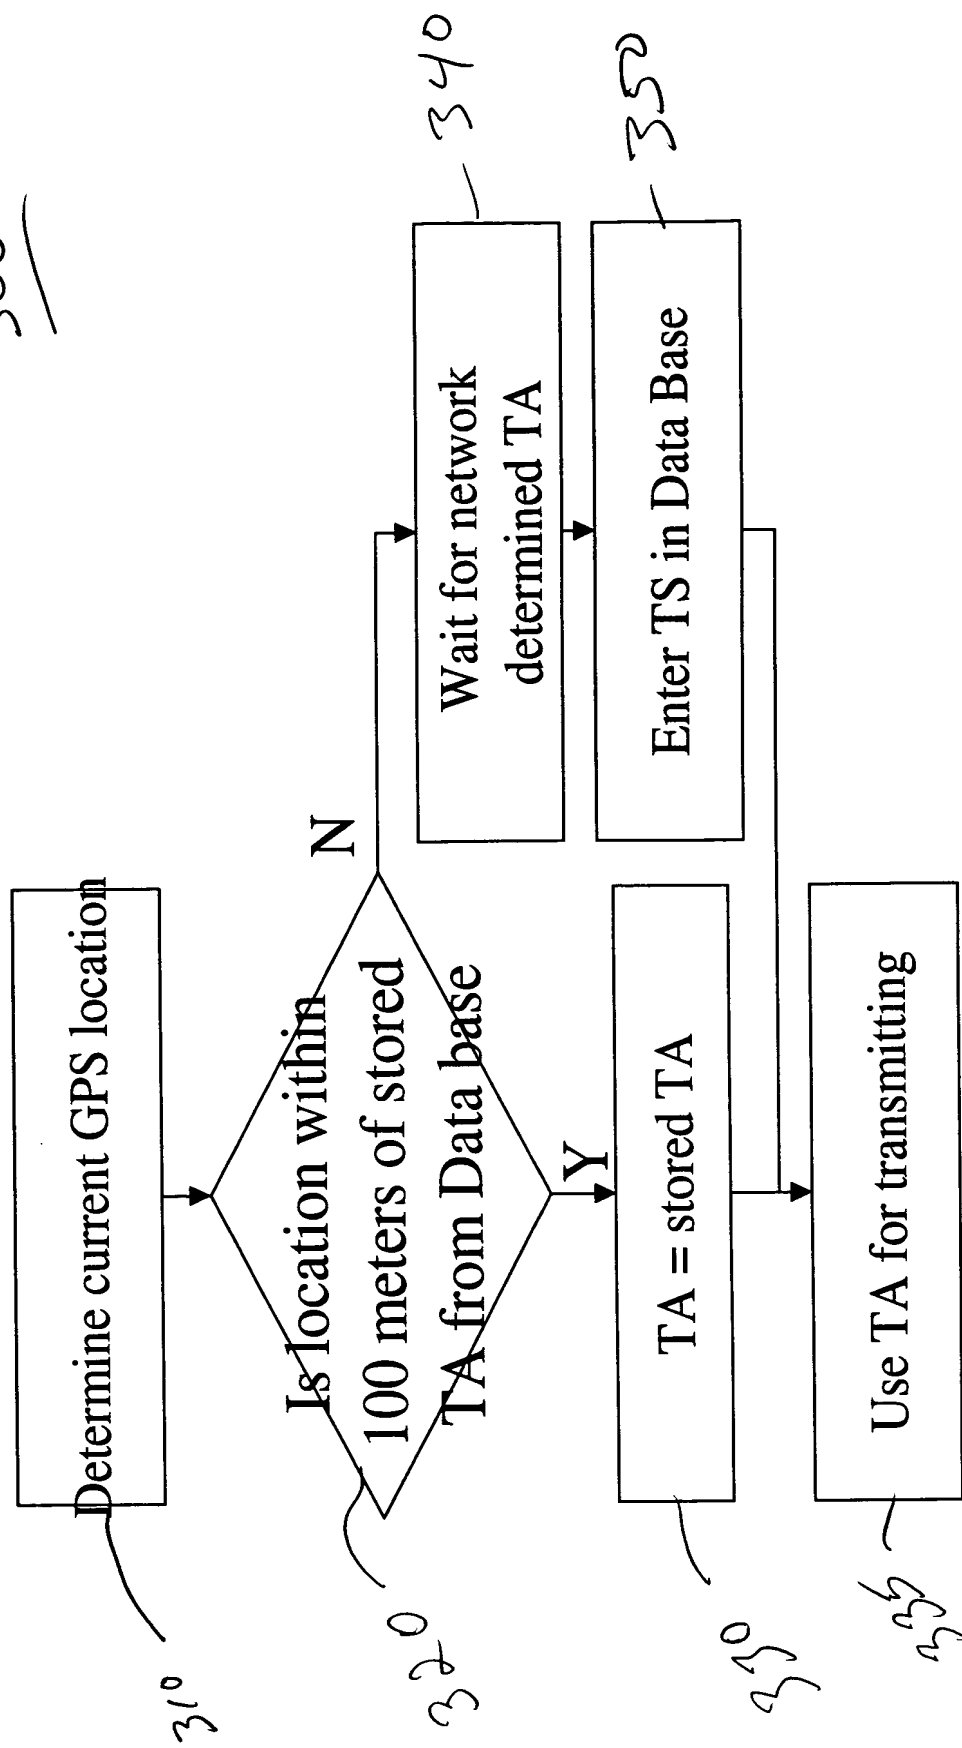 310
Determine current GPS location
320
Is location within
100 meters of stored
TA from Data base
N
Y
340
Wait for network
determined TA
350
Enter TS in Data Base
330
TA = stored TA
335
Use TA for transmitting